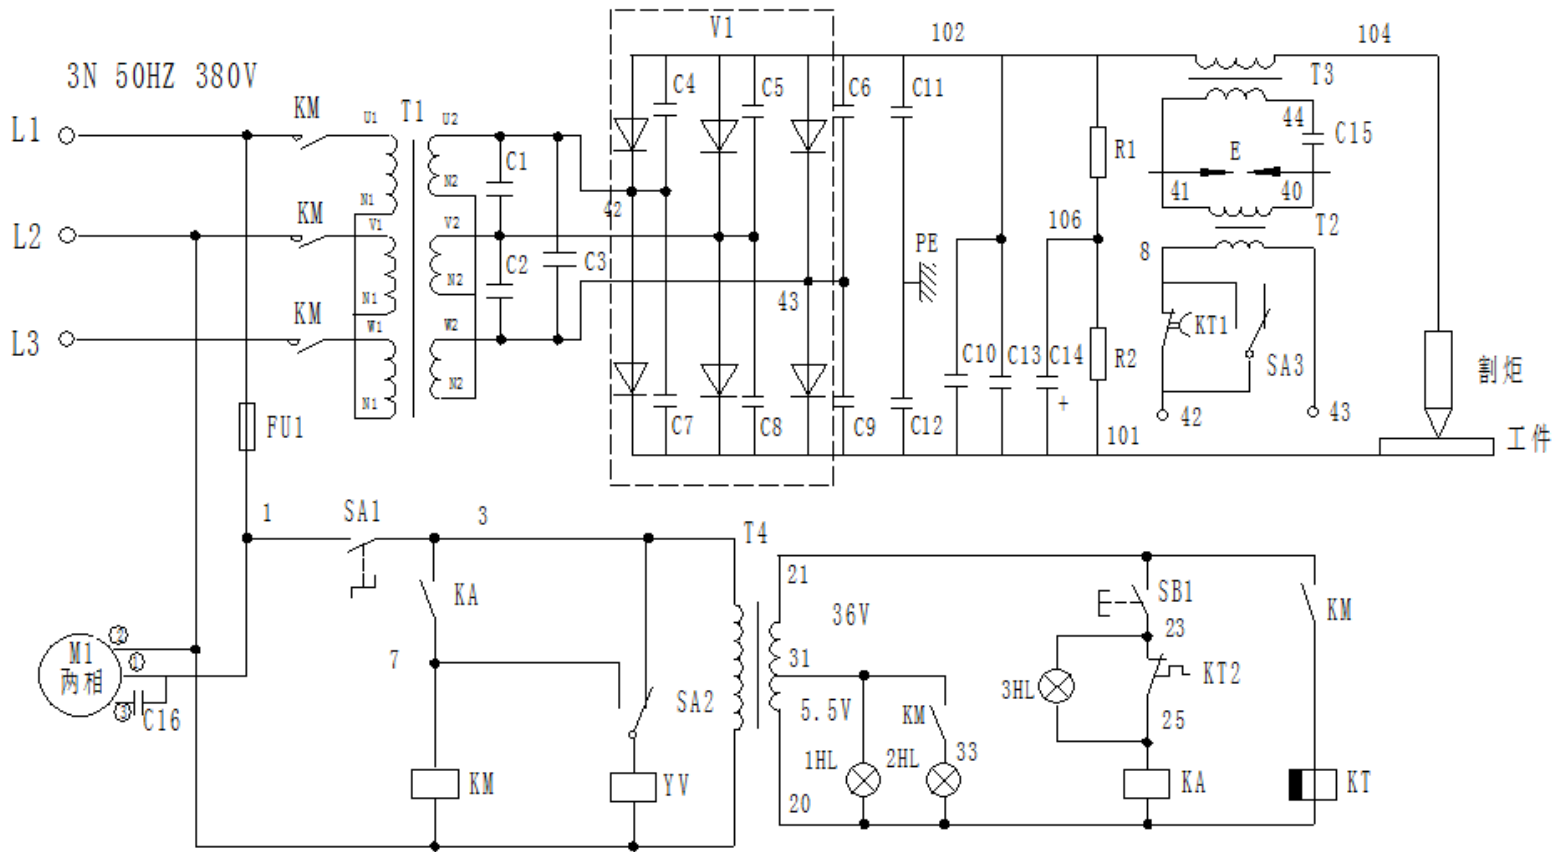 3N 50HZ 380V
V1
102
104
T3
KM
T1
U1
U2
C4
C5
C6
C11
44
C15
L1
C1
R1
E
N1
N2
41
40
KM
42
L2
V1
V2
106
T2
C2
C3
PE
8
N1
N2
43
KM
W1
W2
KT1
L3
C10
C13
C14
R2
SA3
割炬
N1
N2
+
42
43
FU1
C7
C8
C9
C12
101
工件
1
SA1
3
T4
21
KA
36V
SB1
KM
23
②
M1
①
7
31
KT2
两相
3HL
③
C16
SA2
5.5V
KM
25
33
1HL
2HL
KM
YV
20
KA
KT